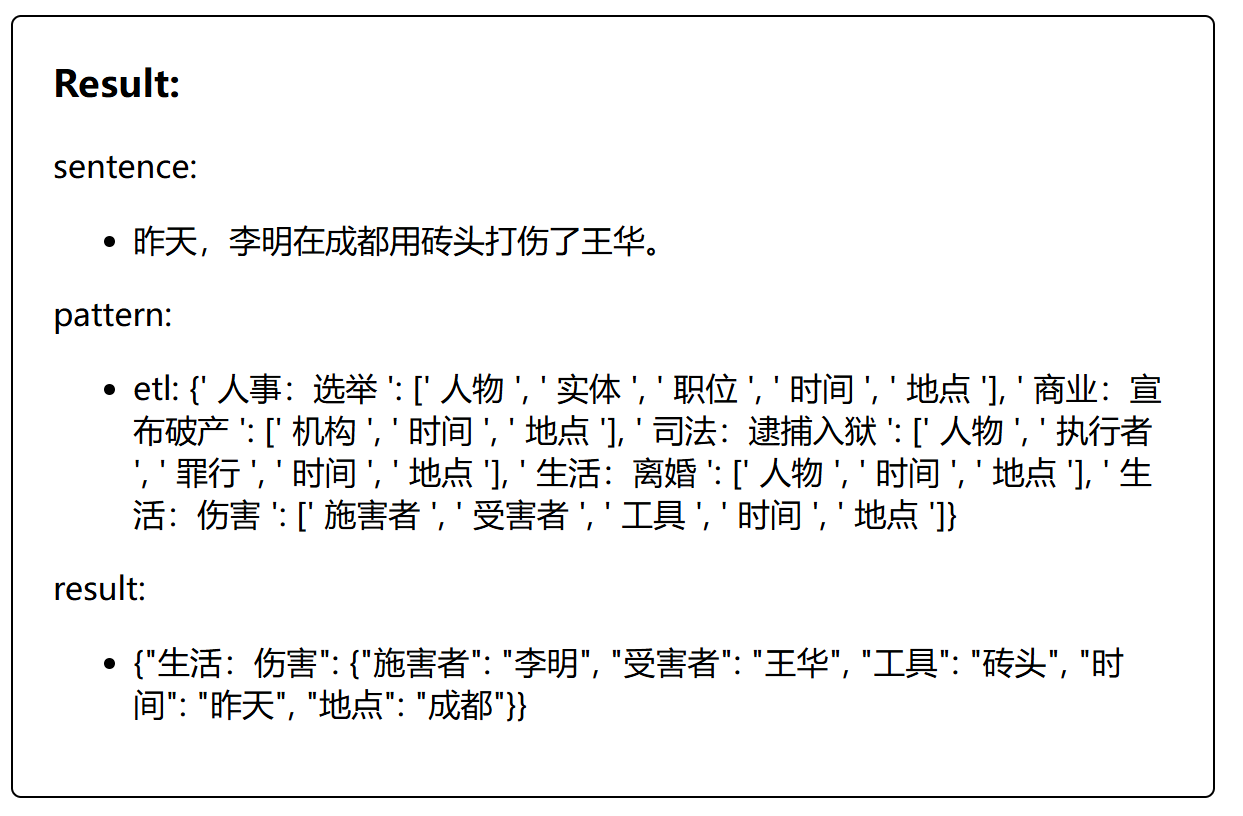 Result:
sentence:
• 昨天，李明在成都用砖头打伤了王华。
pattern:
• etl: {' 人事：选举 ': [' 人物 ', ' 实体 ', ' 职位 ', ' 时间 ', ' 地点 '], ' 商业：宣
布破产 ': [' 机构 ', ' 时间 ', ' 地点 '], ' 司法：逮捕入狱 ': [' 人物 ', ' 执行者
', ' 罪行 ', ' 时间 ', ' 地点 '], ' 生活：离婚 ': [' 人物 ', ' 时间 ', ' 地点 '], ' 生
活：伤害 ': [' 施害者 ', ' 受害者 ', ' 工具 ', ' 时间 ', ' 地点 ']}
result:
• {"生活：伤害": {"施害者": "李明", "受害者": "王华", "工具": "砖头", "时
间": "昨天", "地点": "成都"}}